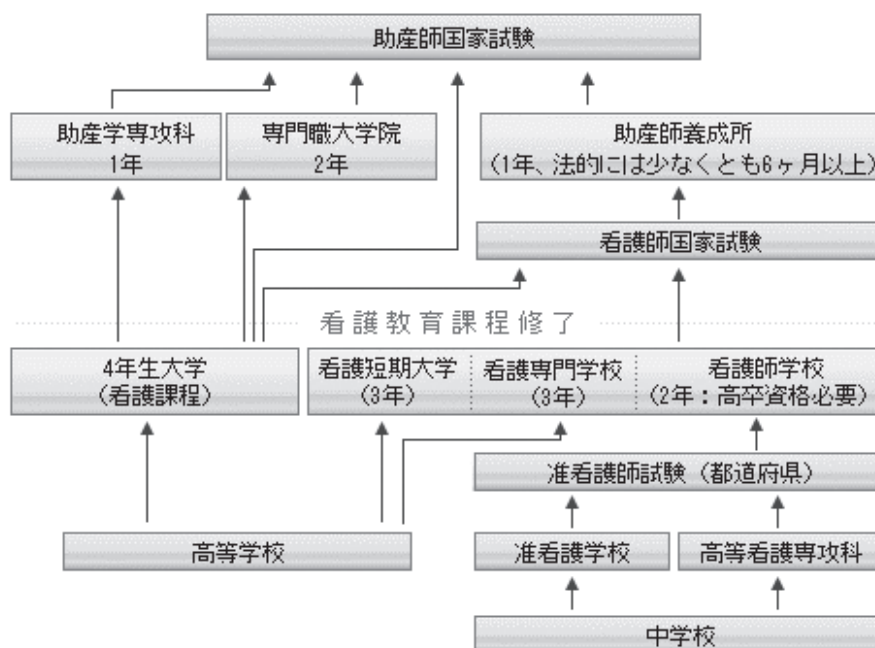 助産師国家試験
助産学専攻科
1年
専門職大学院
2年
助産師養成所
(1年、法的には少なくとも6ヶ月以上)
看護師国家試験
看護教育課程修了
4年生大学
(看護課程)
看護短期大学
(3年)
看護専門学校
(3年)
看護師学校
(2年:高卒資格必要)
准看護師試験(都道府県)
高等学校
准看護学校
高等看護専攻科
中学校